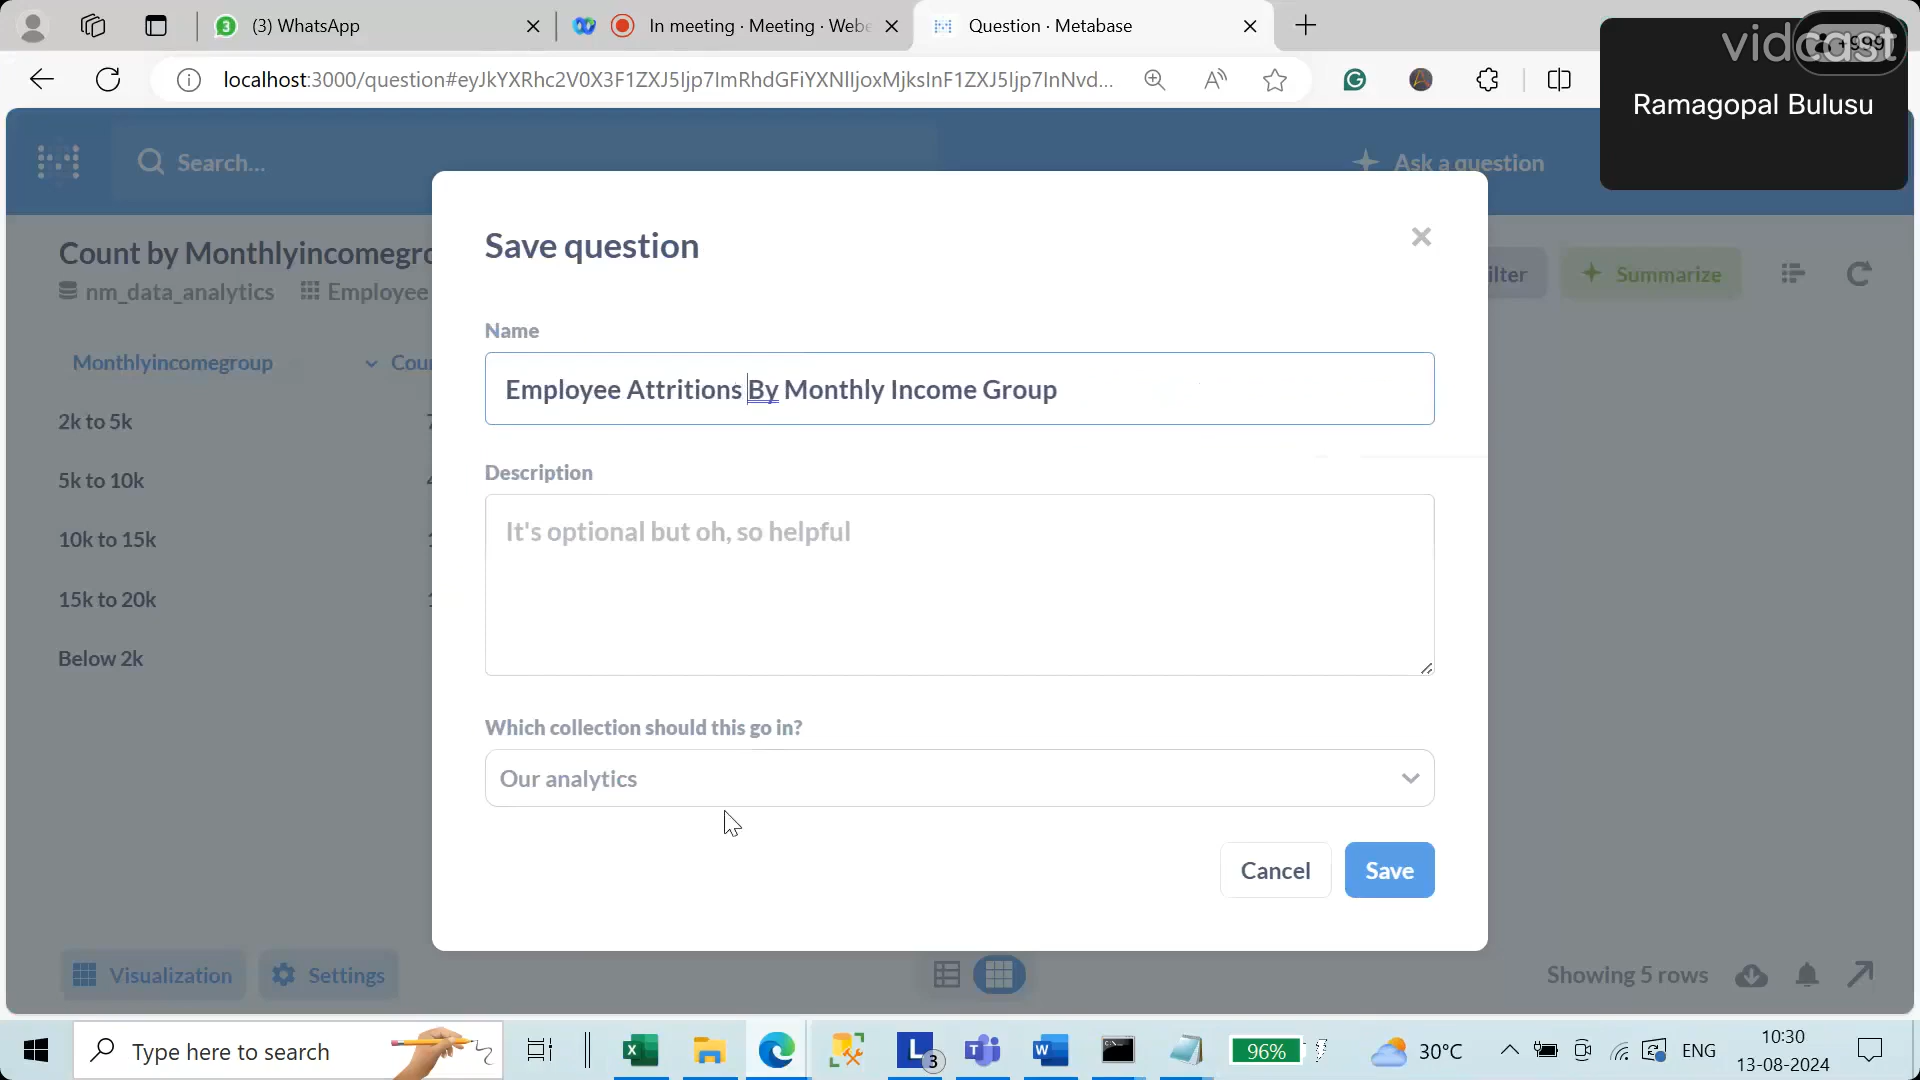 (3) WhatsApp
In meeting · Meeting · Webe
Question · Metabase
vidcast
+999
Ramagopal Bulusu
localhost:3000/question#eyJkYXRhc2V0X3F1ZXJ5Ijp7ImRhdGFiYXNlIjoxMjksInF1ZXJ5Ijp7InNvd...
Search...
Ask a question
Count by Monthlyincomegro
nm_data_analytics
Employee
ilter
Summarize
Monthlyincomegroup
Cou
2k to 5k
5k to 10k
10k to 15k
15k to 20k
Below 2k
Save question
Name
Employee Attritions By Monthly Income Group
Description
It's optional but oh, so helpful
Which collection should this go in?
Our analytics
Cancel
Save
Visualization
Settings
Showing 5 rows
Type here to search
3
96%
30°C
ENG
10:30
13-08-2024